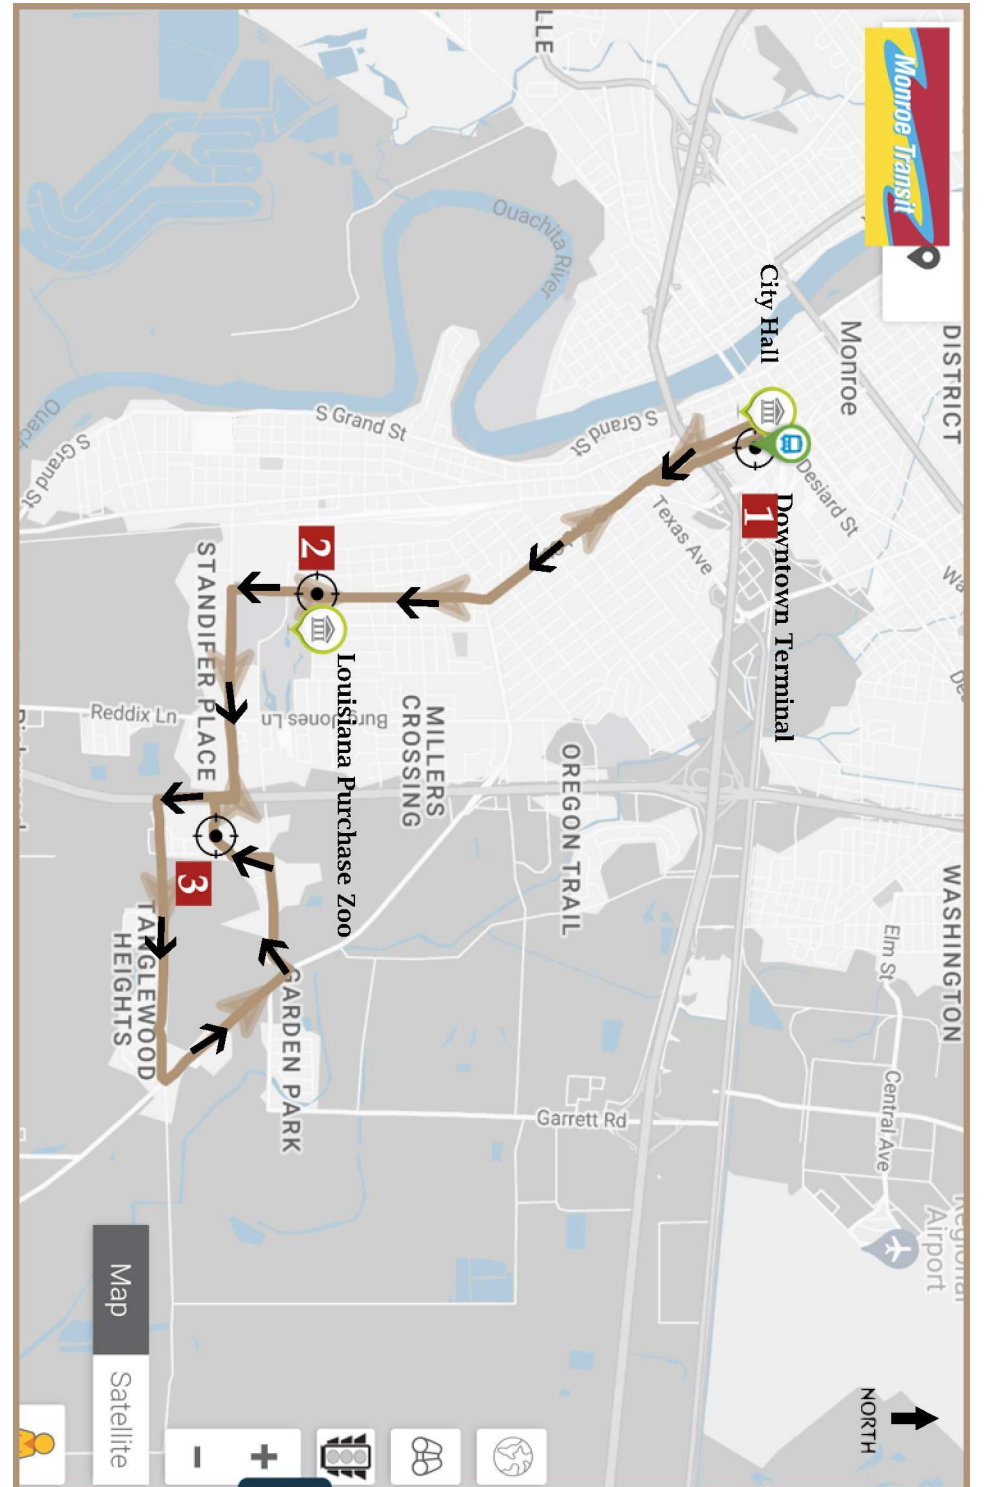 Monroe Transit
LLE
DISTRICT
Monroe
City Hall
Ouachita River
S Grand St
S Grand St
S Grand St
Desiard St
1
Downtown Terminal
Texas Ave
2
Louisiana Purchase Zoo
STANDIFER PLACE
Reddix Ln
MILLERS
CROSSING
OREGON TRAIL
WASHINGTON
3
TANGLEWOOD
HEIGHTS
GARDEN PARK
Garrett Rd
Elm St
Central Ave
Regional
Airport
NORTH
Map
Satellite